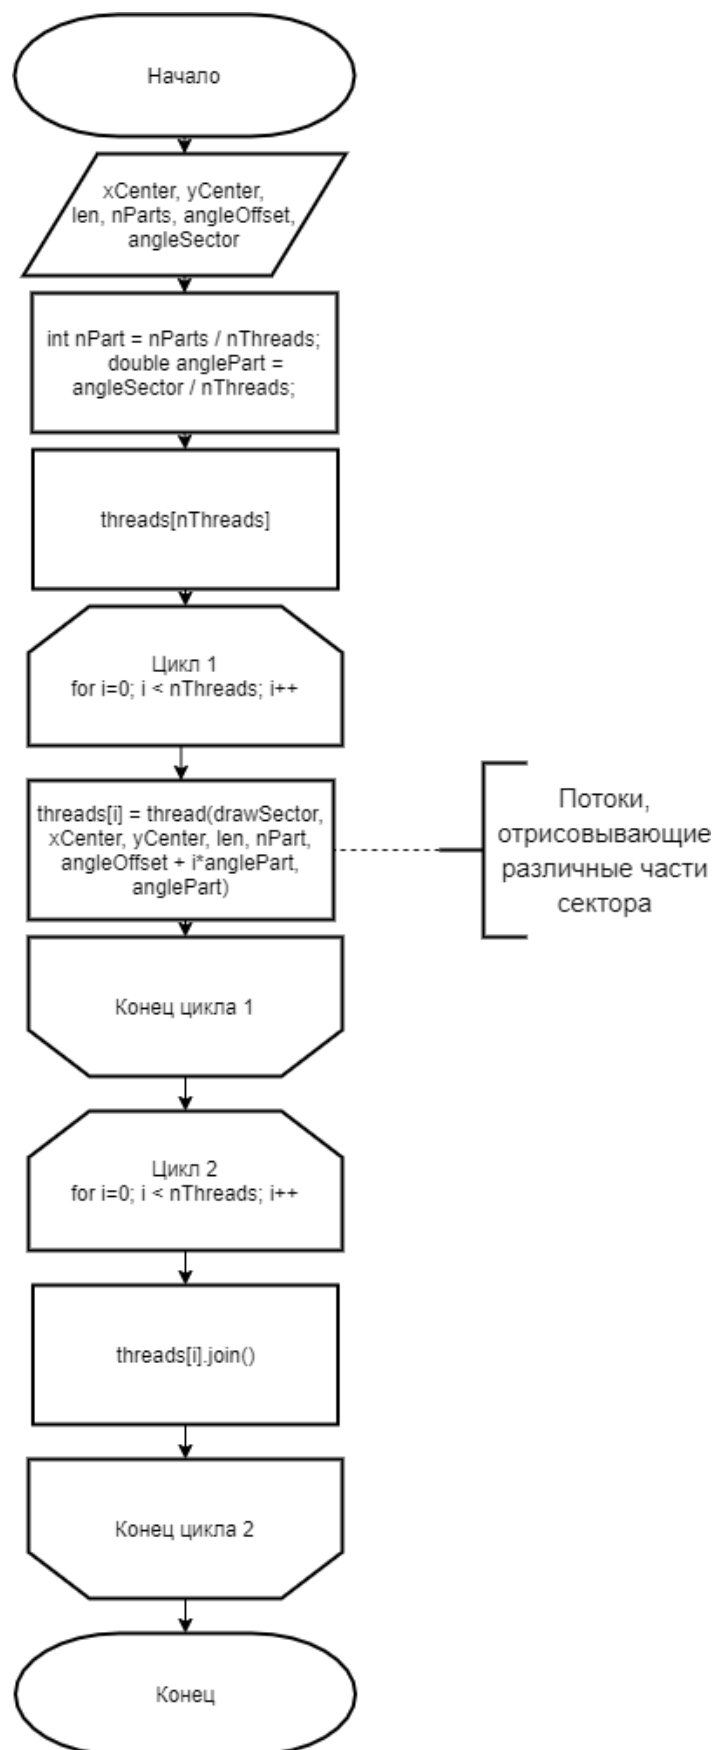 Начало
xCenter, yCenter,
len, nParts, angleOffset,
angleSector
int nPart = nParts / nThreads;
double anglePart =
angleSector / nThreads;
threads[nThreads]
Цикл 1
for i=0; i < nThreads; i++
threads[i] = thread(drawSector,
xCenter, yCenter, len, nPart,
angleOffset + i*anglePart,
anglePart)
Потоки,
отрисовывающие
различные части
сектора
Конец цикла 1
Цикл 2
for i=0; i < nThreads; i++
threads[i].join()
Конец цикла 2
Конец